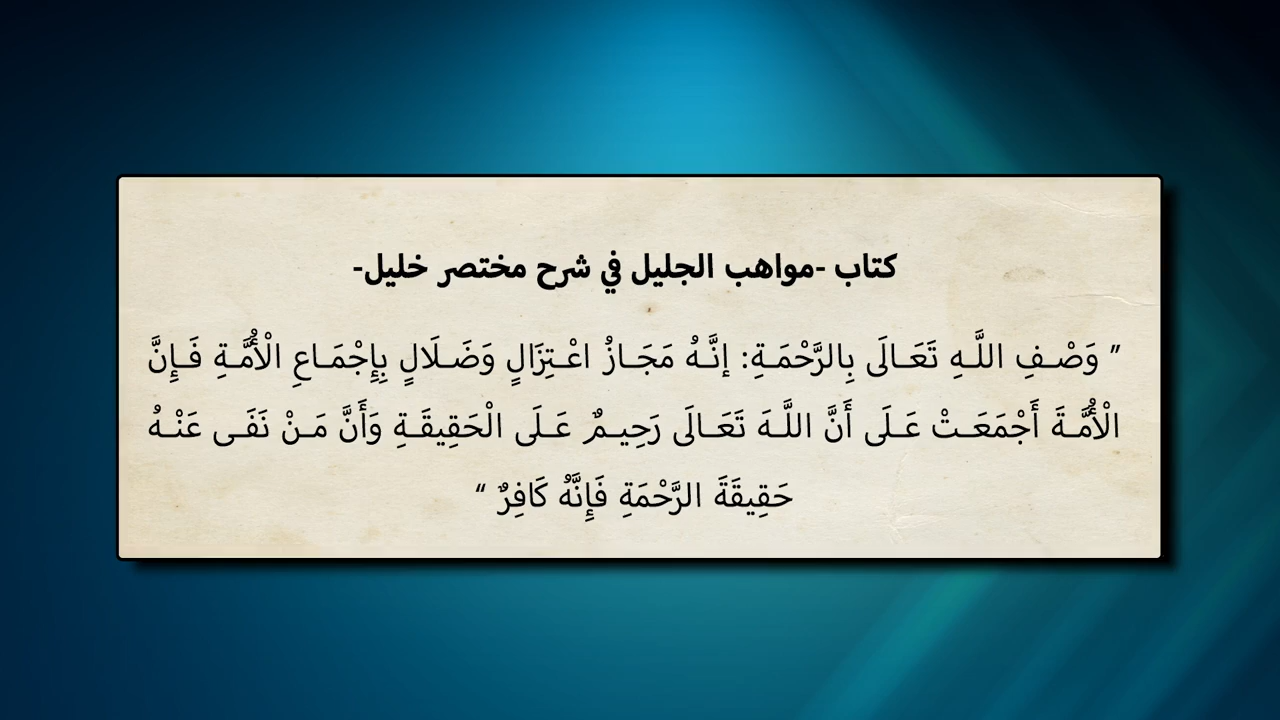 كتاب -مواهب الجليل في شرح مختصر خليل-
" وَصْفِ اللَّهِ تَعَالَى بِالرَّحْمَةِ: إنَّهُ مَجَازُ اعْتِزَالٍ وَضَلَالٍ بِإِجْمَاعِ الْأُمَّةِ فَإِنَّ
الْأُمَّةَ أَجْمَعَتْ عَلَى أَنَّ اللَّهَ تَعَالَى رَحِيمٌ عَلَى الْحَقِيقَةِ وَأَنَّ مَنْ نَفَى عَنْهُ
حَقِيقَةَ الرَّحْمَةِ فَإِنَّهُ كَافِرٌ "